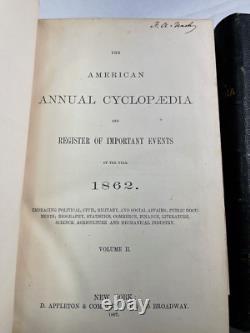 THE
AMERICAN
ANNUAL CYCLOPÆDIA
AND
REGISTER OF IMPORTANT EVENTS
OF THE YEAR
1862.
EMBRACING POLITICAL, CIVIL, MILITARY, AND SOCIAL AFFAIRS; PUBLIC DOCU-
MENTS; BIOGRAPHY, STATISTICS, COMMERCE, FINANCE, LITERATURE,
SCIENCE, AGRICULTURE AND MECHANICAL INDUSTRY.
VOLUME II.
NEW YORK:
D. APPLETON & COM BROADWAY.